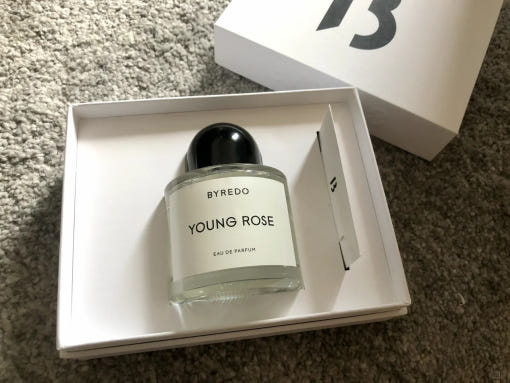 B
BYREDO
YOUNG ROSE
EAU DE PARFUM